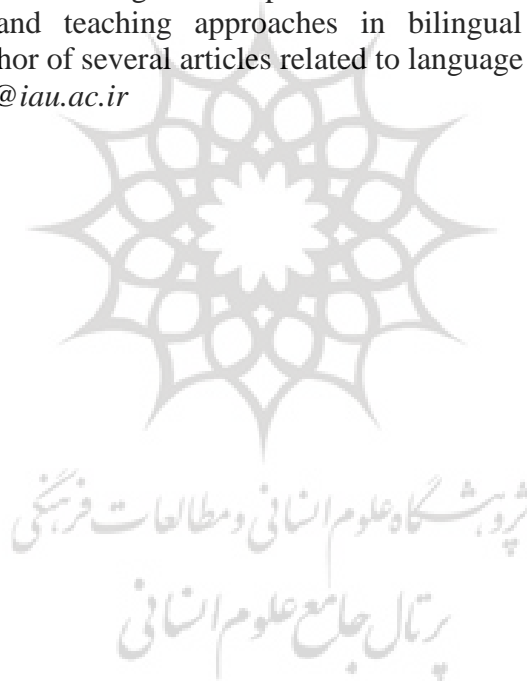 and teaching approaches in bilingual
hor of several articles related to language
@iau.ac.ir
پژوهشگاه علوم انسانی و مطالعات فرهنگی
پرتال جامع علوم انسانی